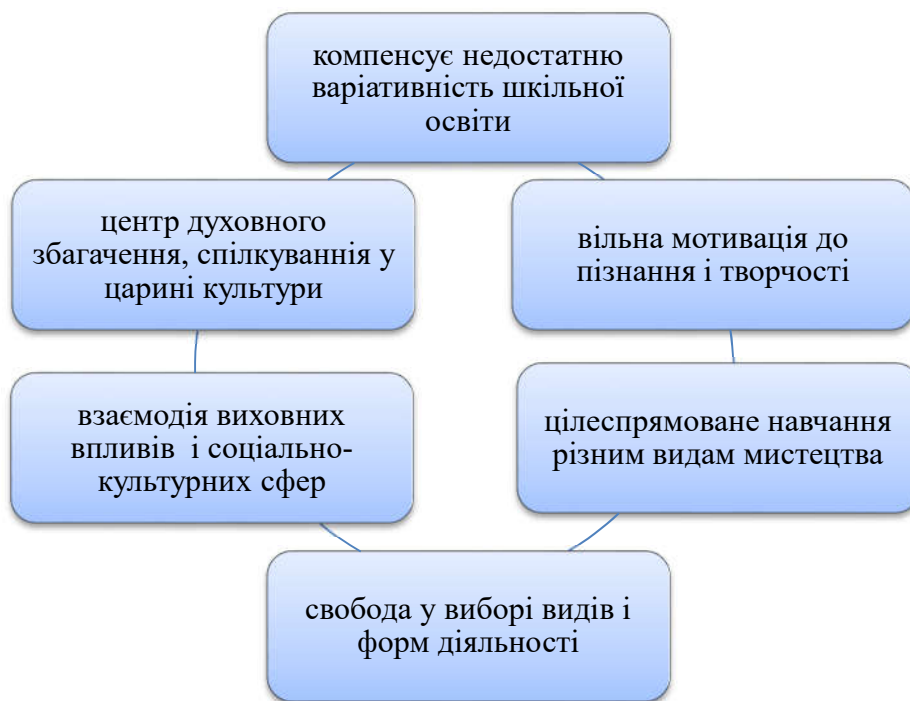 компенсує недостатню
варіативність шкільної
освіти
центр духовного
збагачення, спілкуваннія у
царині культури
вільна мотивація до
пізнання і творчості
взаємодія виховних
впливів і соціально-
культурних сфер
цілеспрямоване навчання
різним видам мистецтва
свобода у виборі видів і
форм діяльності